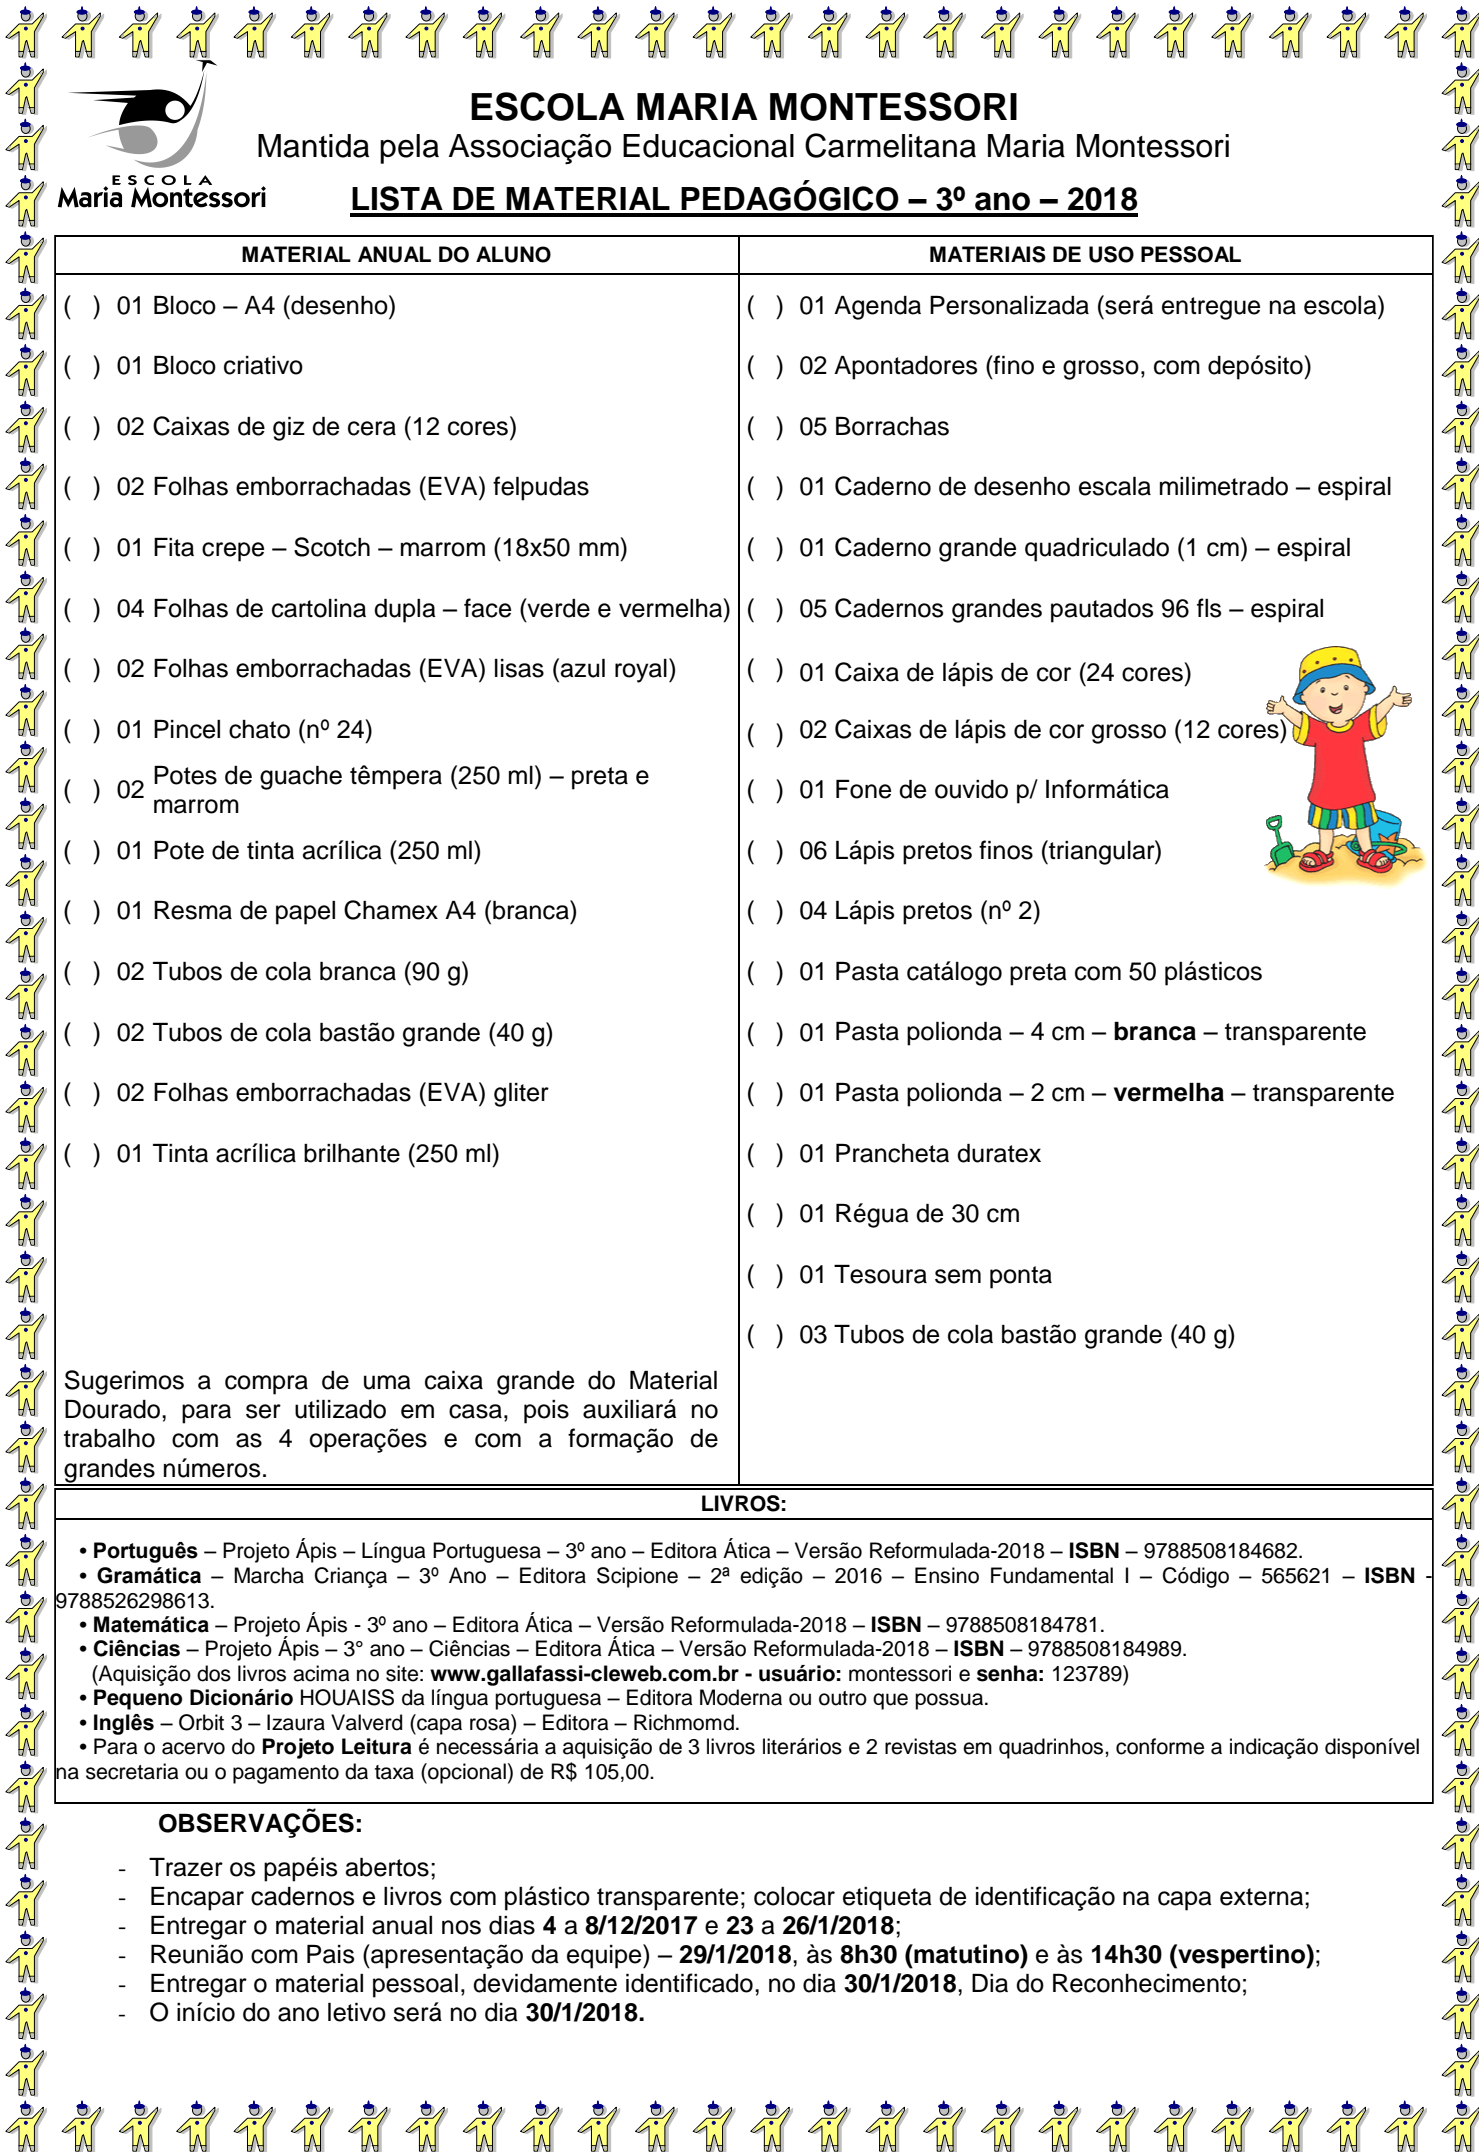 ESCOLA MARIA MONTESSORI
Mantida pela Associação Educacional Carmelitana Maria Montessori
ESCOLA
Maria Montessori
LISTA DE MATERIAL PEDAGÓGICO – 3º ano – 2018
MATERIAL ANUAL DO ALUNO
( ) 01 Bloco – A4 (desenho)
( ) 01 Bloco criativo
( ) 02 Caixas de giz de cera (12 cores)
( ) 02 Folhas emborrachadas (EVA) felpudas
( ) 01 Fita crepe – Scotch – marrom (18x50 mm)
( ) 04 Folhas de cartolina dupla – face (verde e vermelha)
( ) 02 Folhas emborrachadas (EVA) lisas (azul royal)
( ) 01 Pincel chato (nº 24)
( ) 02 Potes de guache têmpera (250 ml) – preta e
marrom
( ) 01 Pote de tinta acrílica (250 ml)
( ) 01 Resma de papel Chamex A4 (branca)
( ) 02 Tubos de cola branca (90 g)
( ) 02 Tubos de cola bastão grande (40 g)
( ) 02 Folhas emborrachadas (EVA) gliter
( ) 01 Tinta acrílica brilhante (250 ml)
Sugerimos a compra de uma caixa grande do Material
Dourado, para ser utilizado em casa, pois auxiliará no
trabalho com as 4 operações e com a formação de
grandes números.
MATERIAIS DE USO PESSOAL
( ) 01 Agenda Personalizada (será entregue na escola)
( ) 02 Apontadores (fino e grosso, com depósito)
( ) 05 Borrachas
( ) 01 Caderno de desenho escala milimetrado – espiral
( ) 01 Caderno grande quadriculado (1 cm) – espiral
( ) 05 Cadernos grandes pautados 96 fls – espiral
( ) 01 Caixa de lápis de cor (24 cores)
( ) 02 Caixas de lápis de cor grosso (12 cores)
( ) 01 Fone de ouvido p/ Informática
( ) 06 Lápis pretos finos (triangular)
( ) 04 Lápis pretos (nº 2)
( ) 01 Pasta catálogo preta com 50 plásticos
( ) 01 Pasta polionda – 4 cm – branca – transparente
( ) 01 Pasta polionda – 2 cm – vermelha – transparente
( ) 01 Prancheta duratex
( ) 01 Régua de 30 cm
( ) 01 Tesoura sem ponta
( ) 03 Tubos de cola bastão grande (40 g)
LIVROS:
• Português – Projeto Ápis – Língua Portuguesa – 3º ano – Editora Ática – Versão Reformulada-2018 – ISBN – 9788508184682.
• Gramática – Marcha Criança – 3º Ano – Editora Scipione – 2ª edição – 2016 – Ensino Fundamental I – Código – 565621 – ISBN -
9788526298613.
• Matemática – Projeto Ápis - 3º ano – Editora Ática – Versão Reformulada-2018 – ISBN – 9788508184781.
• Ciências – Projeto Ápis – 3° ano – Ciências – Editora Ática – Versão Reformulada-2018 – ISBN – 9788508184989.
(Aquisição dos livros acima no site: www.gallafassi-cleweb.com.br - usuário: montessori e senha: 123789)
• Pequeno Dicionário HOUAISS da língua portuguesa – Editora Moderna ou outro que possua.
• Inglês – Orbit 3 – Izaura Valverd (capa rosa) – Editora – Richmomd.
• Para o acervo do Projeto Leitura é necessária a aquisição de 3 livros literários e 2 revistas em quadrinhos, conforme a indicação disponível
na secretaria ou o pagamento da taxa (opcional) de R$ 105,00.
OBSERVAÇÕES:
- Trazer os papéis abertos;
- Encapar cadernos e livros com plástico transparente; colocar etiqueta de identificação na capa externa;
- Entregar o material anual nos dias 4 a 8/12/2017 e 23 a 26/1/2018;
- Reunião com Pais (apresentação da equipe) – 29/1/2018, às 8h30 (matutino) e às 14h30 (vespertino);
- Entregar o material pessoal, devidamente identificado, no dia 30/1/2018, Dia do Reconhecimento;
- O início do ano letivo será no dia 30/1/2018.